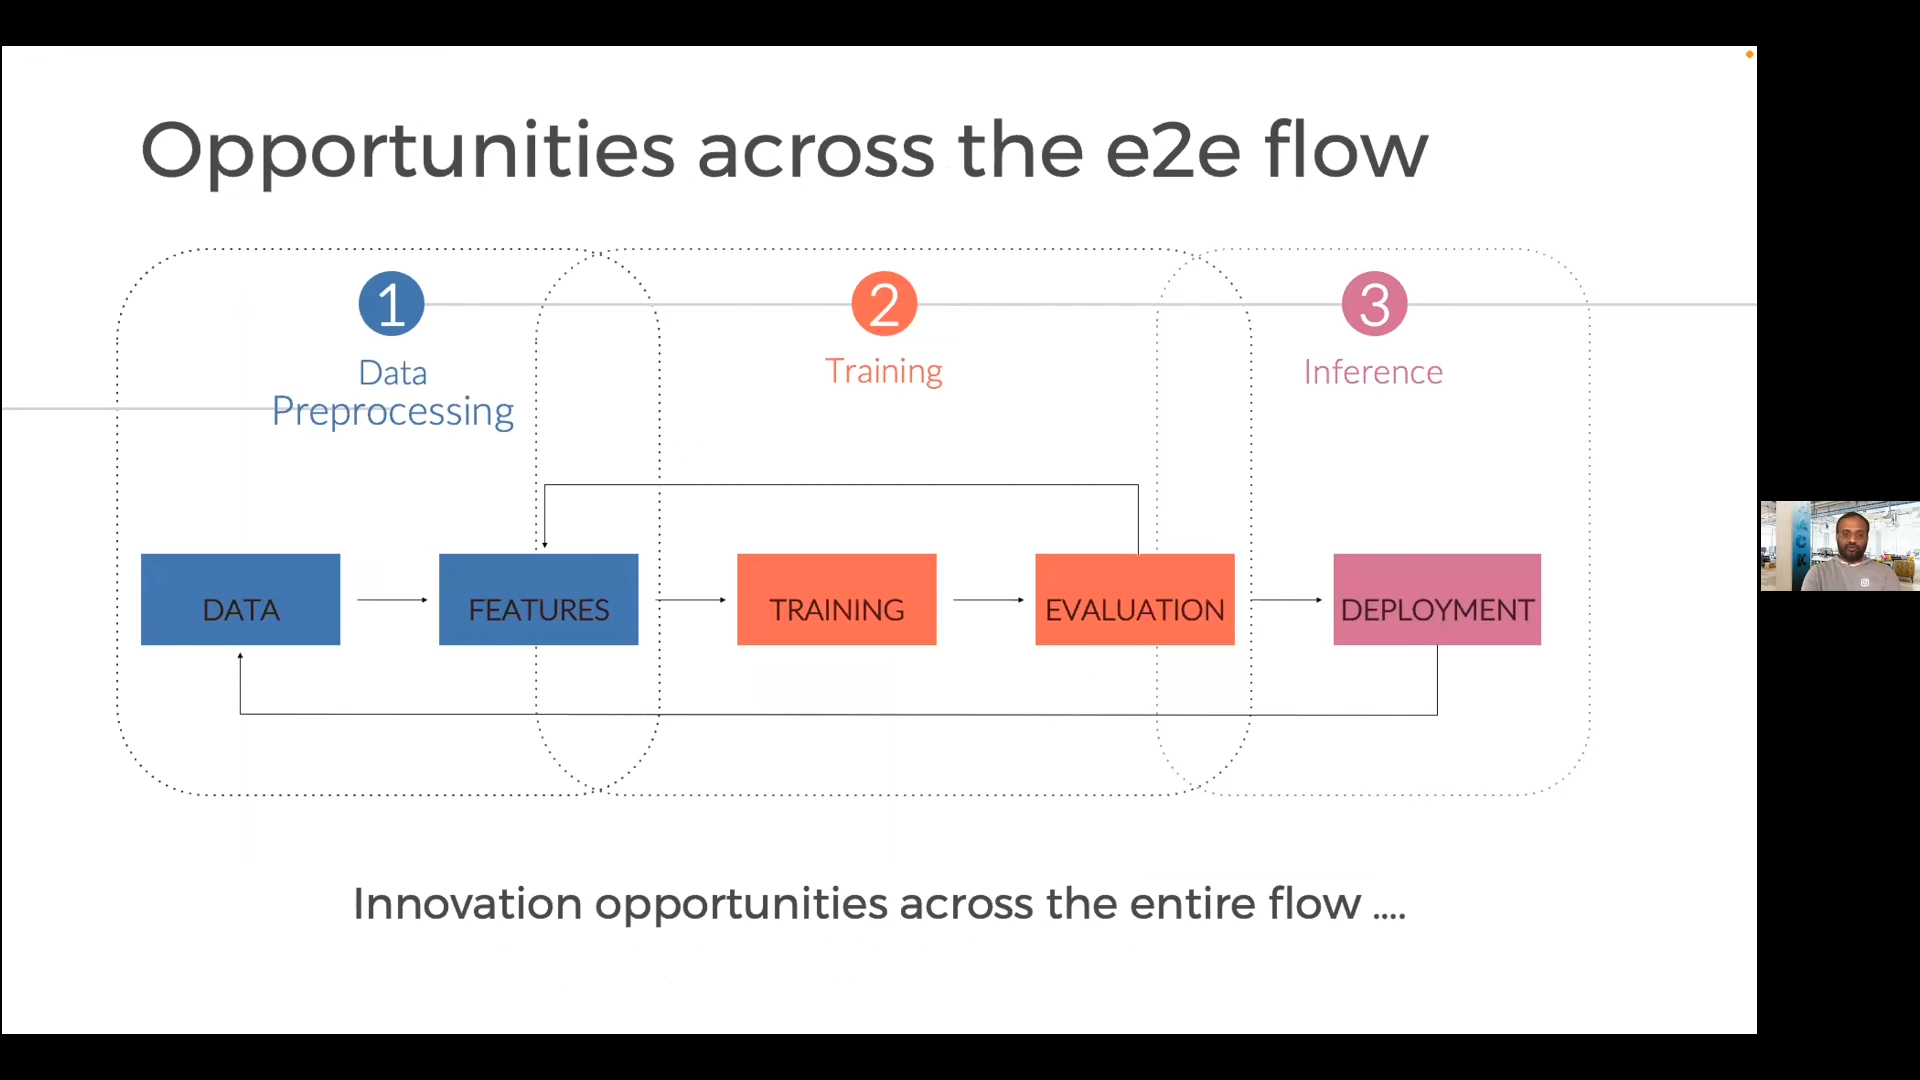 Opportunities across the e2e flow
1
2
3
Data
Preprocessing
Training
Inference
DATA
FEATURES
TRAINING
EVALUATION
DEPLOYMENT
Innovation opportunities across the entire flow ....